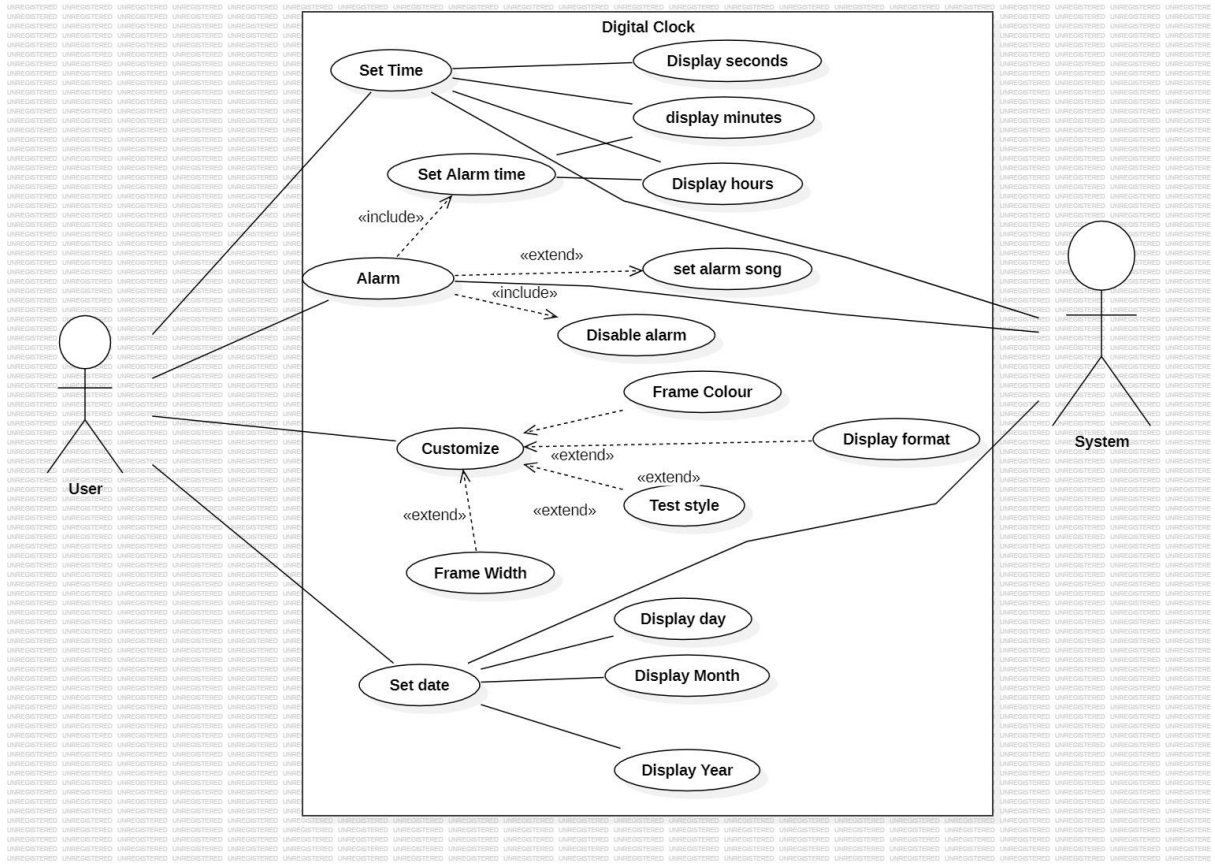 Digital Clock
Set Time
Display seconds
display minutes
Set Alarm time
Display hours
«include»
«extend»
set alarm song
Alarm
«include»
Disable alarm
Frame Colour
Customize
Display format
«extend»
«extend»
Test style
«extend»
«extend»
Frame Width
User
System
Display day
Display Month
Set date
Display Year
UNREGISTERED